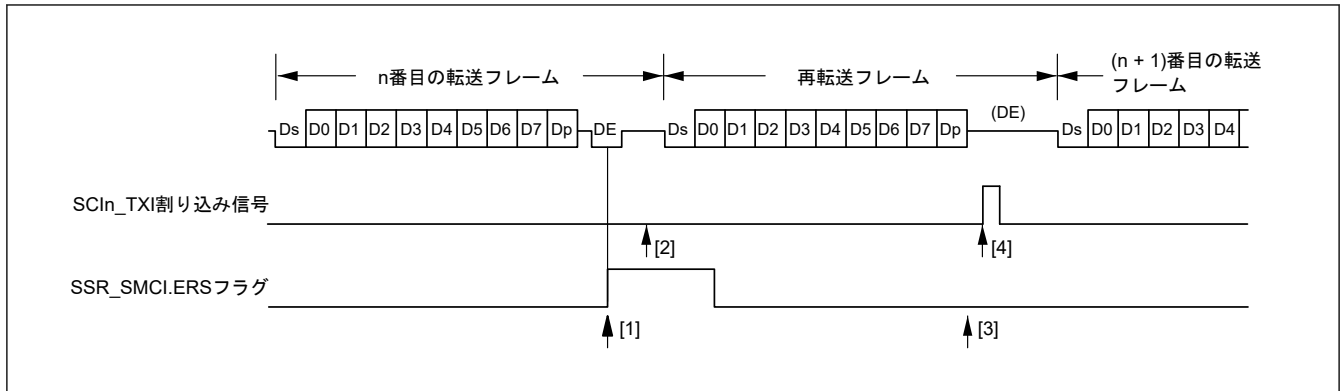 n番目の転送フレーム
再転送フレーム
(n + 1)番目の転送
フレーム
Ds D0 D1 D2 D3 D4 D5 D6 D7 Dp DE Ds D0 D1 D2 D3 D4 D5 D6 D7 Dp (DE) Ds D0 D1 D2 D3 D4
SCIn_TXI割り込み信号
[2] [4]
SSR_SMCI.ERSフラグ
[1] [3]